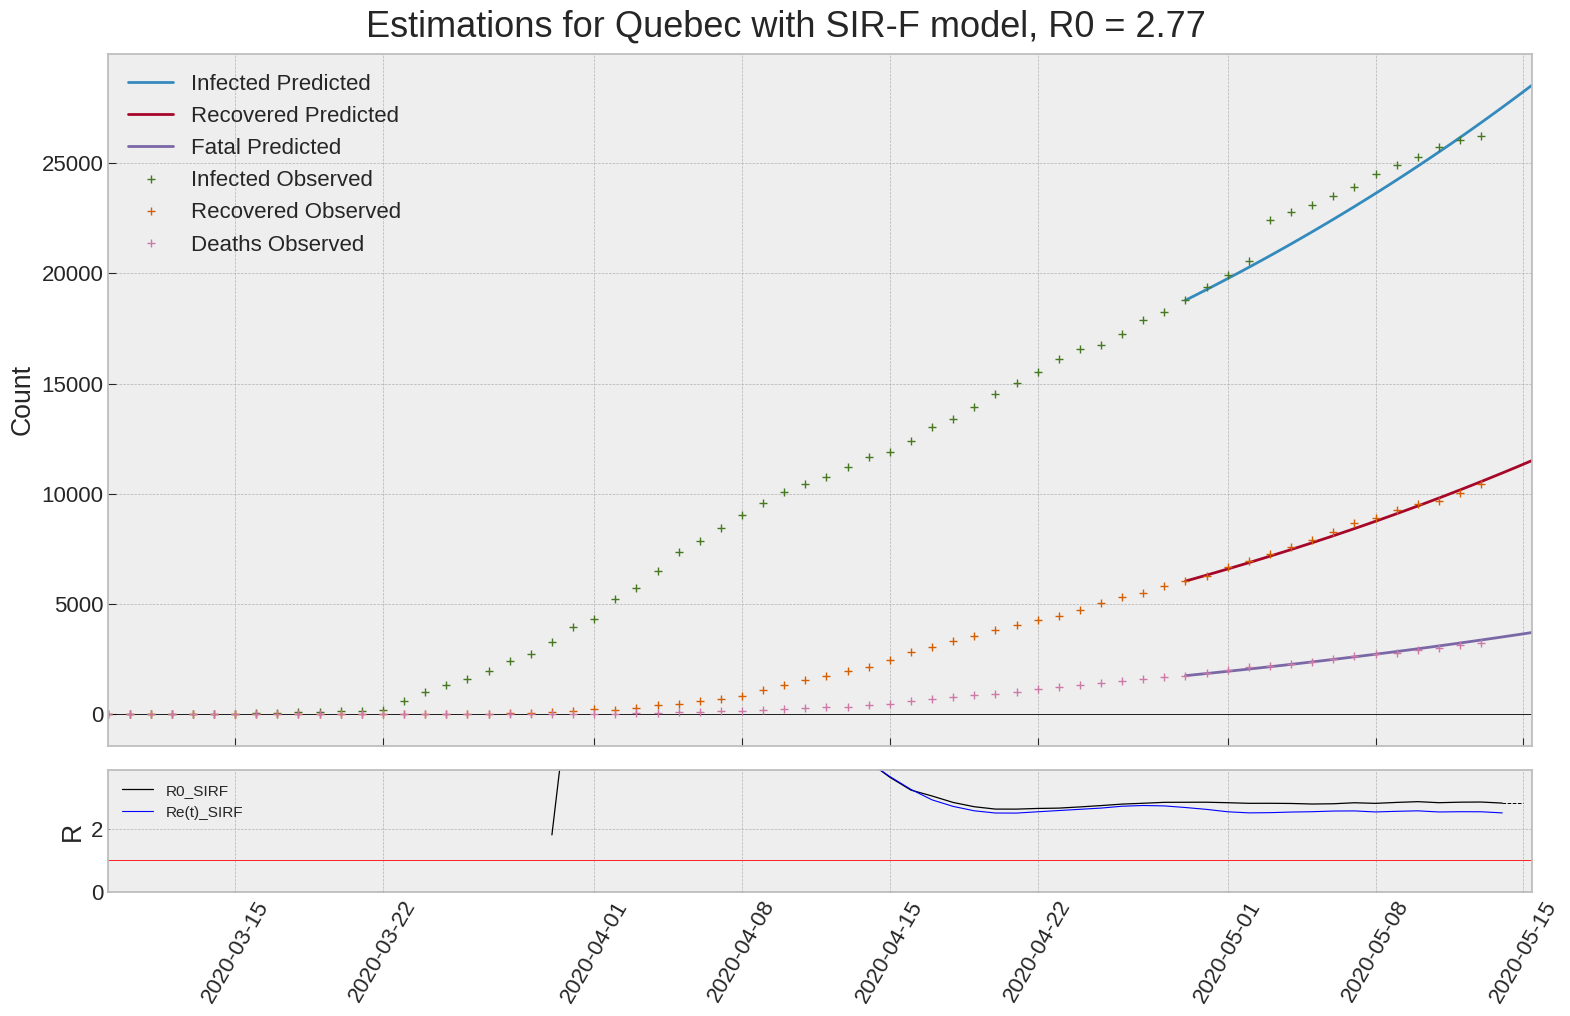 Estimations for Quebec with SIR-F model, R0 = 2.77
Infected Predicted
Recovered Predicted
Fatal Predicted
Infected Observed
Recovered Observed
Deaths Observed
Count
25000
20000
15000
10000
5000
0
R0_SIRF
Re(t)_SIRF
R
2
0
2020-03-15
2020-03-22
2020-04-01
2020-04-08
2020-04-15
2020-04-22
2020-05-01
2020-05-08
2020-05-15